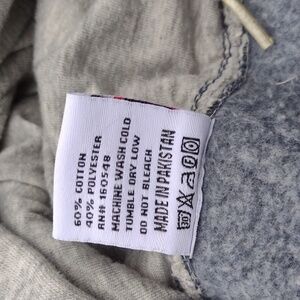 60% COTTON
40% POLYESTER
RN# 160548
MACHINE WASH COLD
TUMBLE DRY LOW
DO NOT BLEACH
MADE IN PAKISTAN